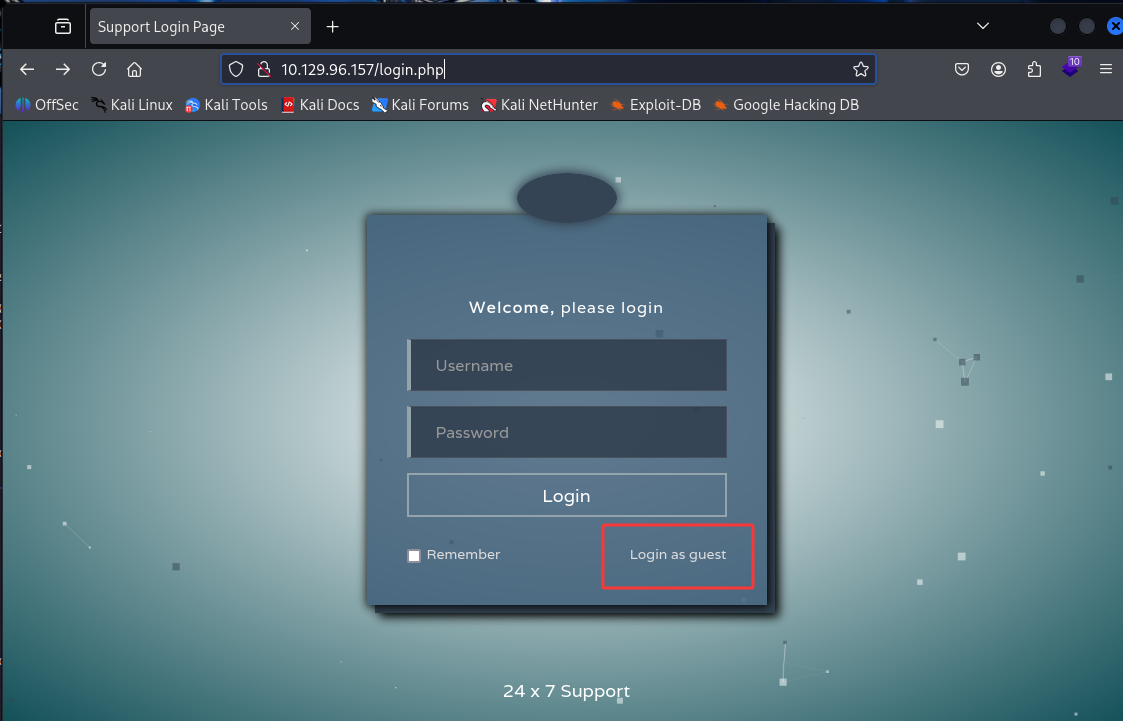 Support Login Page
10.129.96.157/login.php
10
OffSec Kali Linux Kali Tools Kali Docs Kali Forums Kali NetHunter Exploit-DB Google Hacking DB
Welcome, please login
Username
Password
Login
Remember Login as guest
24 x 7 Support